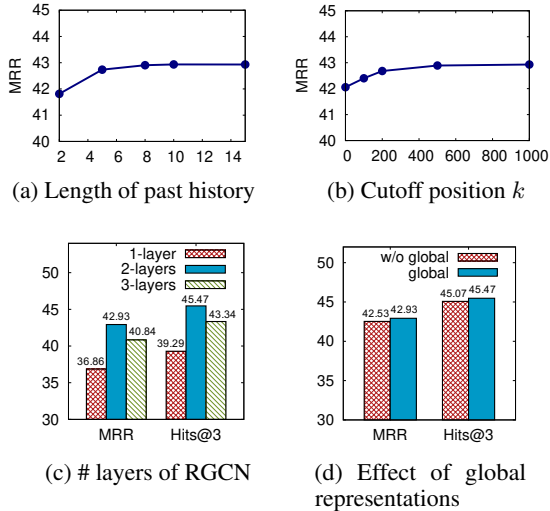 45
44
43
42
41
40
MRR
2 4 6 8 10 12 14
(a) Length of past history
45
44
43
42
41
40
MRR
0 200 400 600 800 1000
(b) Cutoff position k
1-layer
2-layers
3-layers
50
45
40
35
30
36.86 42.93 40.84
39.29 45.47 43.34
MRR Hits@3
(c) # layers of RGCN
w/o global
global
50
45
40
35
30
42.53 42.93
45.07 45.47
MRR Hits@3
(d) Effect of global
representations